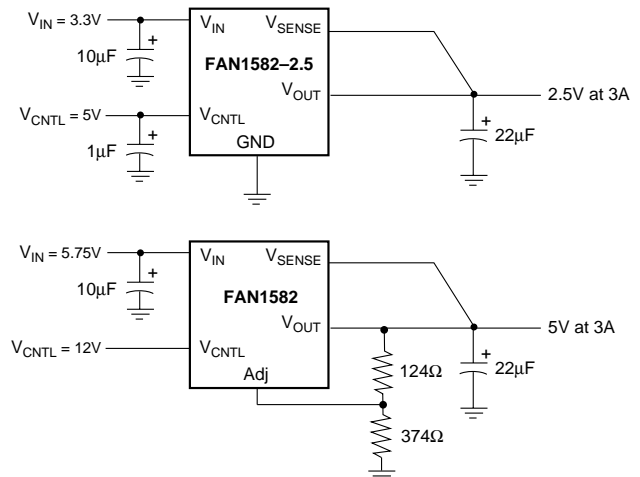 V_IN = 3.3V
10μF
+
V_IN
V_SENSE
FAN1582–2.5
V_OUT
2.5V at 3A
V_CNTL = 5V
1μF
+
V_CNTL
GND
+
22μF
V_IN = 5.75V
10μF
+
V_IN
V_SENSE
FAN1582
V_OUT
5V at 3A
V_CNTL = 12V
V_CNTL
Adj
124Ω
+
22μF
374Ω